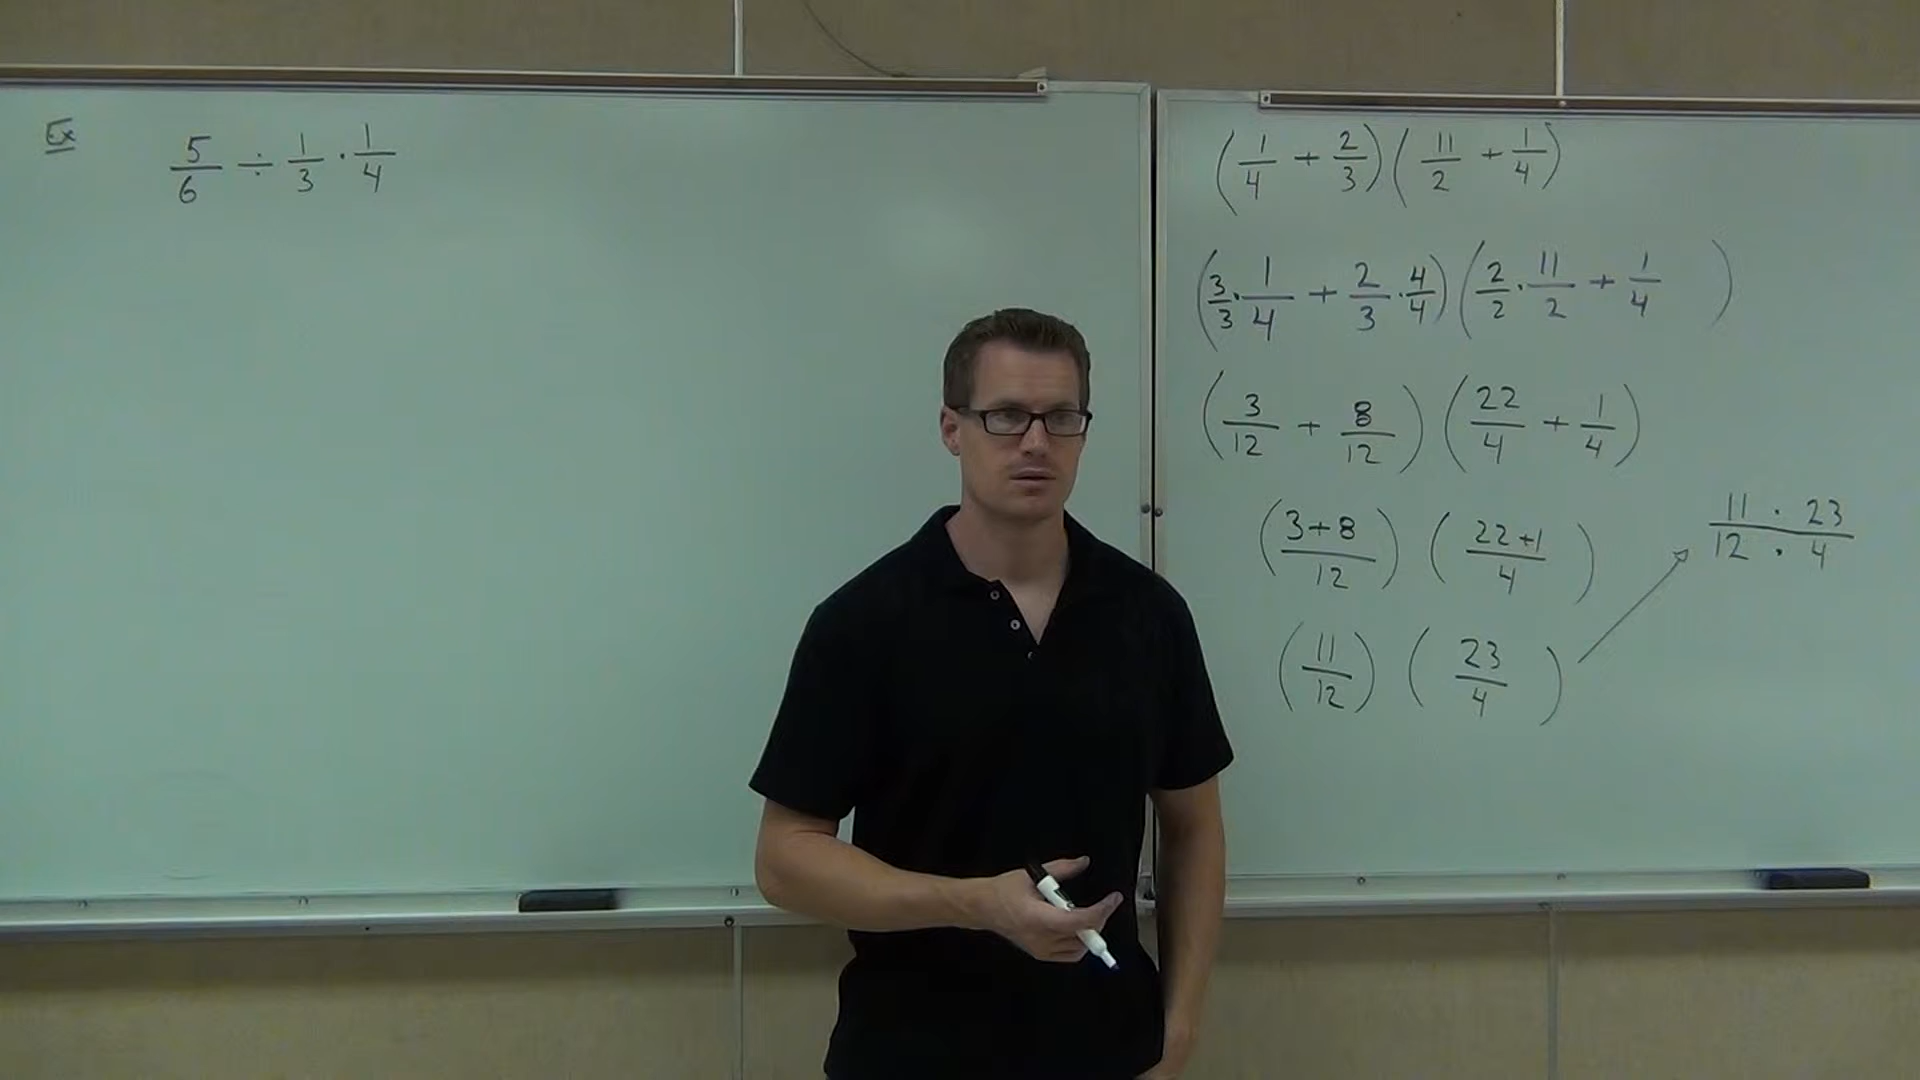 Ex 5/6 ÷ 1/3 · 1/4
(1/4 + 2/3)(11/2 + 1/4)
(3/3 · 1/4 + 2/3 · 4/4)(2/2 · 11/2 + 1/4 )
(3/12 + 8/12)(22/4 + 1/4)
(3+8/12)(22+1/4)
(11/12)(23/4)
11 · 23/12 · 4